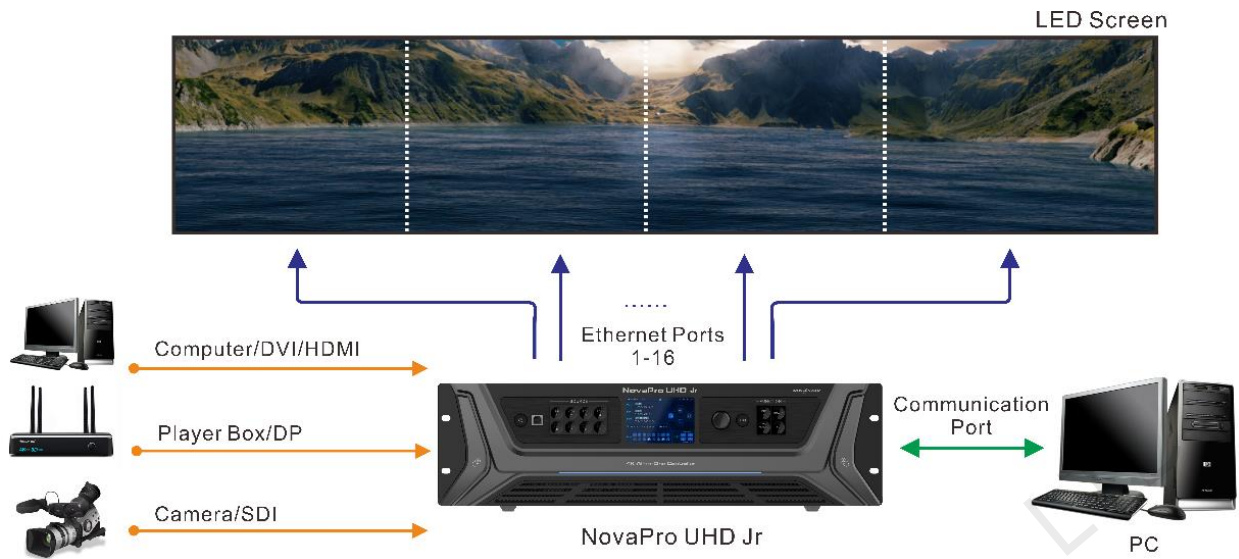 LED Screen
Ethernet Ports
1-16
Computer/DVI/HDMI
Player Box/DP
Camera/SDI
NovaPro UHD Jr
Communication
Port
NovaPro UHD Jr
PC